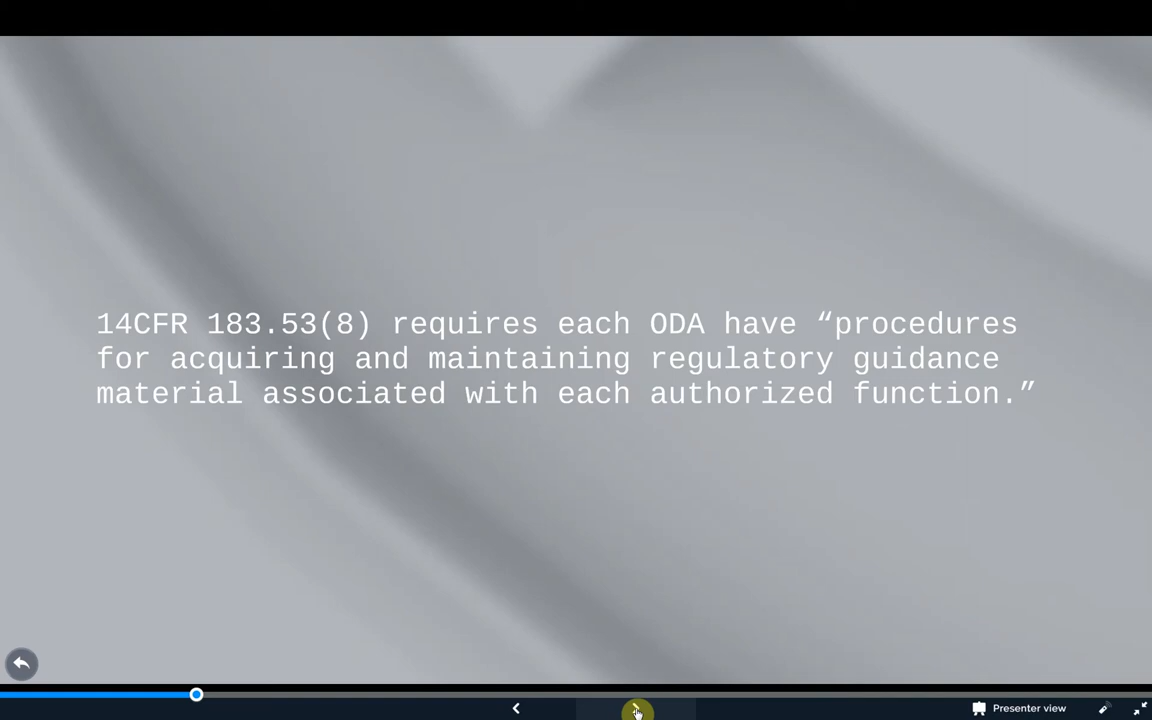 14CFR 183.53(8) requires each ODA have “procedures
for acquiring and maintaining regulatory guidance
material associated with each authorized function.”
Presenter view